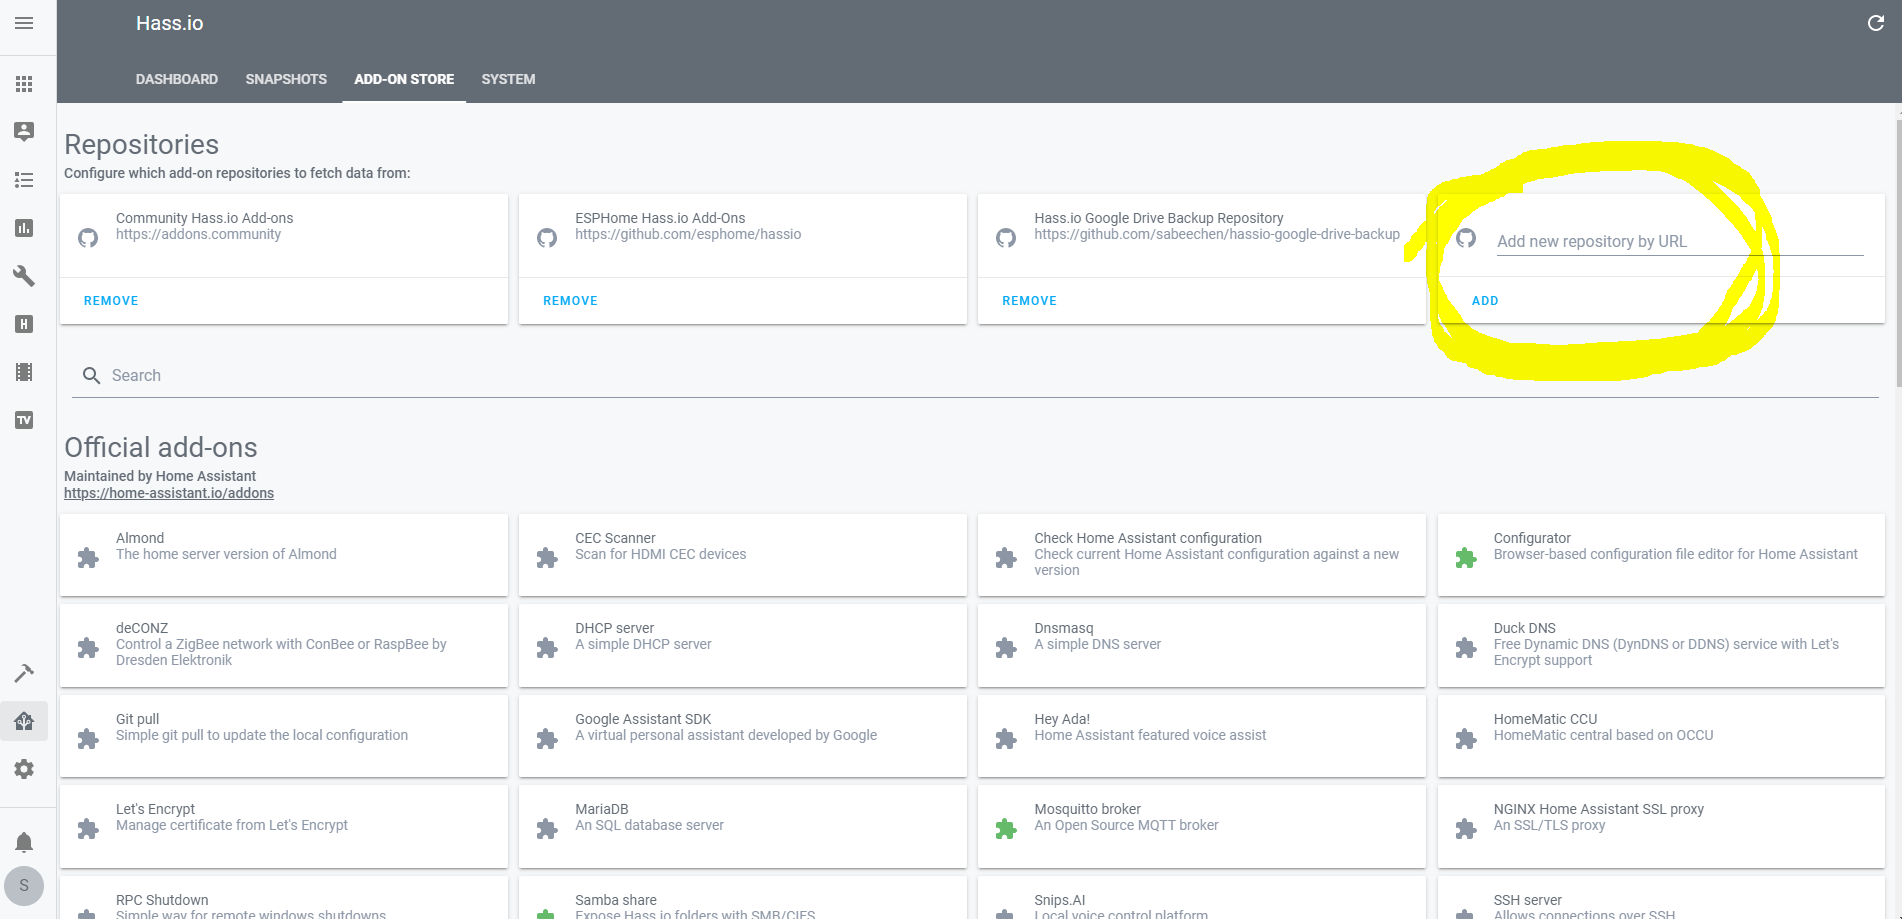 Hass.io
DASHBOARD
SNAPSHOTS
ADD-ON STORE
SYSTEM
Repositories
Configure which add-on repositories to fetch data from:
Community Hass.io Add-ons
https://addons.community
REMOVE
ESPHome Hass.io Add-Ons
https://github.com/esphome/hassio
REMOVE
Hass.io Google Drive Backup Repository
https://github.com/sabeechen/hassio-google-drive-backup
REMOVE
Add new repository by URL
ADD
Search
Official add-ons
Maintained by Home Assistant
https://home-assistant.io/addons
Almond
The home server version of Almond
CEC Scanner
Scan for HDMI CEC devices
Check Home Assistant configuration
Check current Home Assistant configuration against a new
version
Configurator
Browser-based configuration file editor for Home Assistant
deCONZ
Control a ZigBee network with ConBee or RaspBee by
Dresden Elektronik
DHCP server
A simple DHCP server
Dnsmasq
A simple DNS server
Duck DNS
Free Dynamic DNS (DynDNS or DDNS) service with Let's
Encrypt support
Git pull
Simple git pull to update the local configuration
Google Assistant SDK
A virtual personal assistant developed by Google
Hey Ada!
Home Assistant featured voice assist
HomeMatic CCU
HomeMatic central based on OCCU
Let's Encrypt
Manage certificate from Let's Encrypt
MariaDB
An SQL database server
Mosquitto broker
An Open Source MQTT broker
NGINX Home Assistant SSL proxy
An SSL/TLS proxy
RPC Shutdown
Simple way for remote windows shutdowns
Samba share
Expose Hass.io folders with SMB/CIFS
Snips.AI
Local voice control platform
SSH server
Allows connections over SSH
H
TV
S